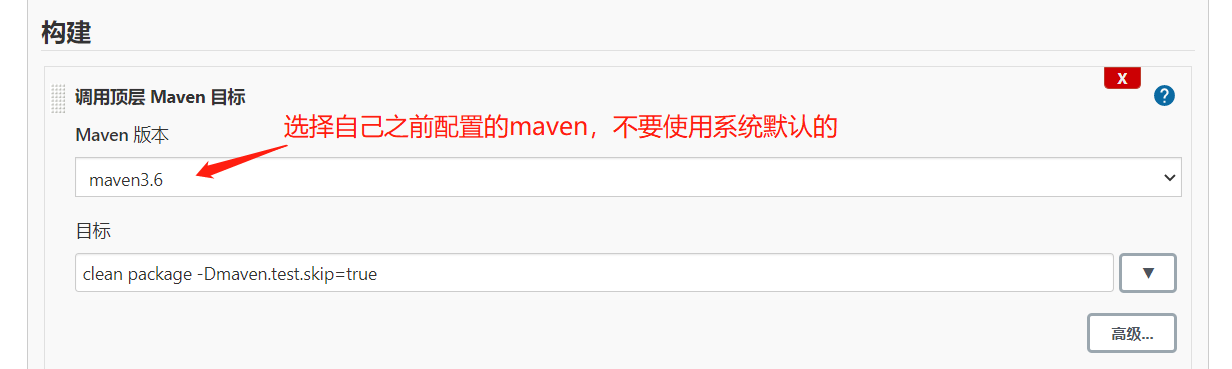 构建
X
调用顶层 Maven 目标
?
Maven 版本
选择自己之前配置的maven，不要使用系统默认的
maven3.6
目标
clean package -Dmaven.test.skip=true
▼
高级...